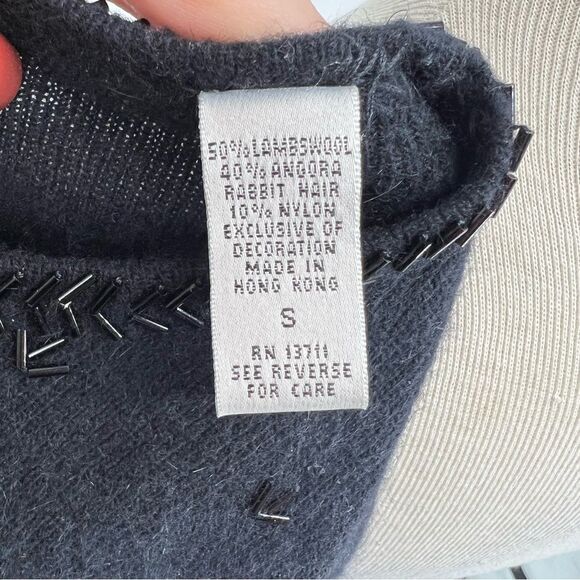 50% LAMBSWOOL
40% ANGORA
RABBIT HAIR
10% NYLON
EXCLUSIVE OF
DECORATION
MADE IN
HONG KONG
S
RN 13711
SEE REVERSE
FOR CARE